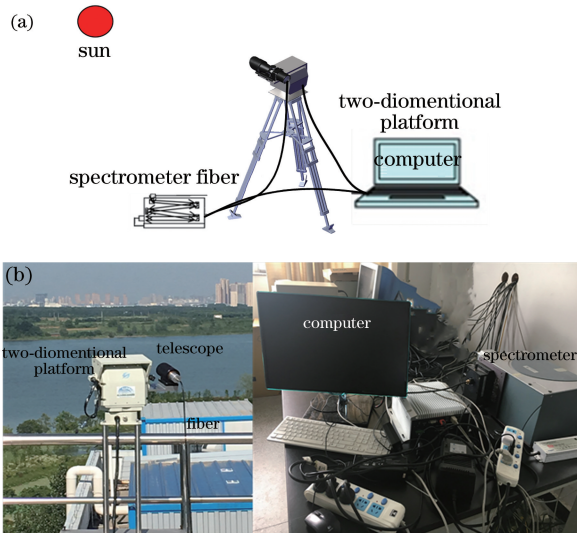 (a)
sun
two-diomentional
platform
computer
spectrometer fiber
(b)
two-diomentional
platform
telescope
fiber
computer
spectrometer